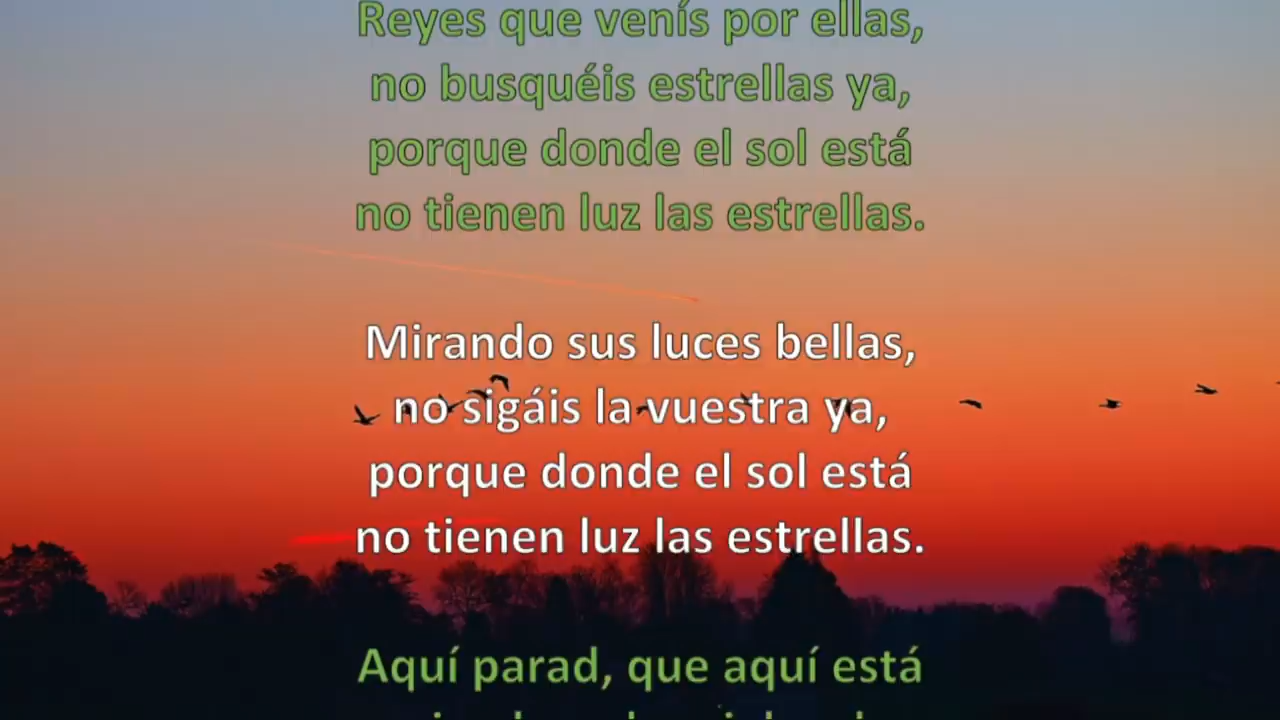 Reyes que venís por ellas,
no busquéis estrellas ya,
porque donde el sol está
no tienen luz las estrellas.
Mirando sus luces bellas,
no sigáis la vuestra ya,
porque donde el sol está
no tienen luz las estrellas.
Aquí parad, que aquí está